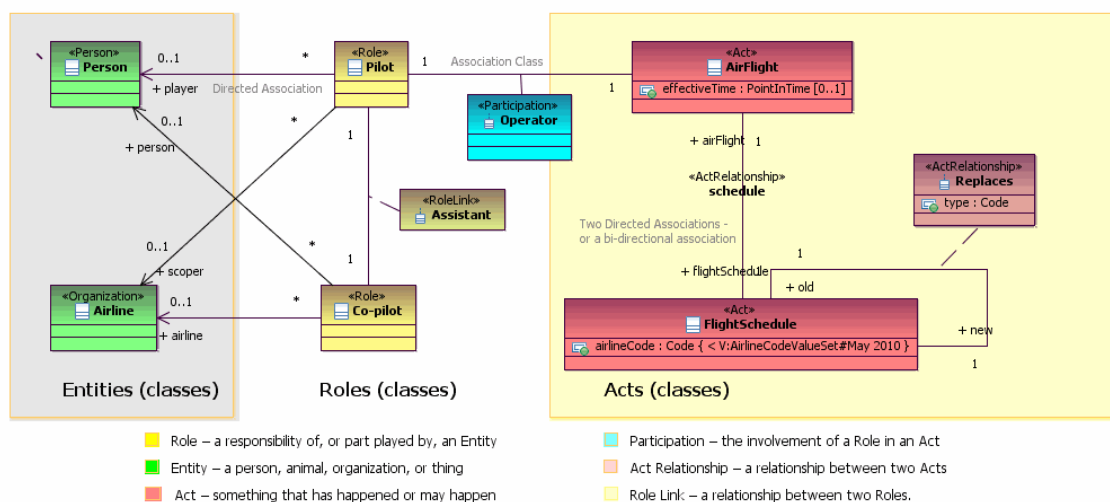 «Person»
Person
0..1
+ player
*
Directed Association
«Role»
Pilot
1
Association Class
1
«Act»
AirFlight
effectiveTime : PointInTime [0..1]
«Participation»
Operator
0..1
+ person
*
1
+ airFlight
1
«ActRelationship»
schedule
«ActRelationship»
Replaces
type : Code
«RoleLink»
Assistant
Two Directed Associations -
or a bi-directional association
0..1
+ scoper
*
1
+ flightSchedule
1
1
+ old
«Organization»
Airline
0..1
+ airline
*
«Role»
Co-pilot
«Act»
FlightSchedule
airlineCode : Code { < V:AirlineCodeValueSet#May 2010 }
+ new
1
Entities (classes)
Roles (classes)
Acts (classes)
Role – a responsibility of, or part played by, an Entity
Entity – a person, animal, organization, or thing
Act – something that has happened or may happen
Participation – the involvement of a Role in an Act
Act Relationship – a relationship between two Acts
Role Link – a relationship between two Roles.